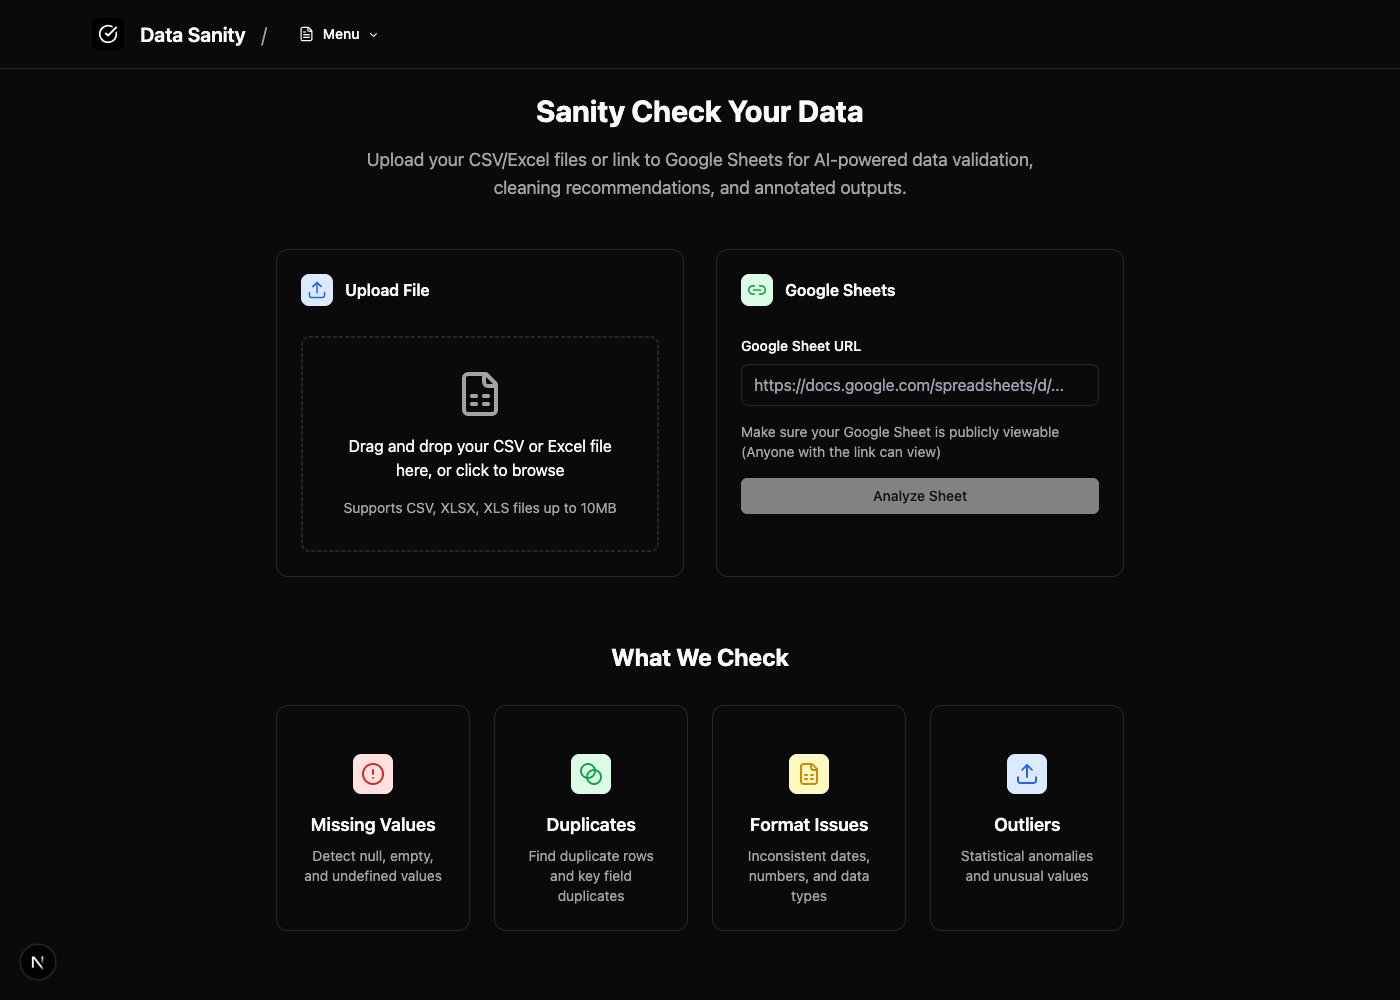 Data Sanity /
Menu
Sanity Check Your Data
Upload your CSV/Excel files or link to Google Sheets for AI-powered data validation,
cleaning recommendations, and annotated outputs.
Upload File
Drag and drop your CSV or Excel file
here, or click to browse
Supports CSV, XLSX, XLS files up to 10MB
Google Sheets
Google Sheet URL
https://docs.google.com/spreadsheets/d/...
Make sure your Google Sheet is publicly viewable
(Anyone with the link can view)
Analyze Sheet
What We Check
Missing Values
Detect null, empty,
and undefined values
Duplicates
Find duplicate rows
and key field
duplicates
Format Issues
Inconsistent dates,
numbers, and data
types
Outliers
Statistical anomalies
and unusual values
N